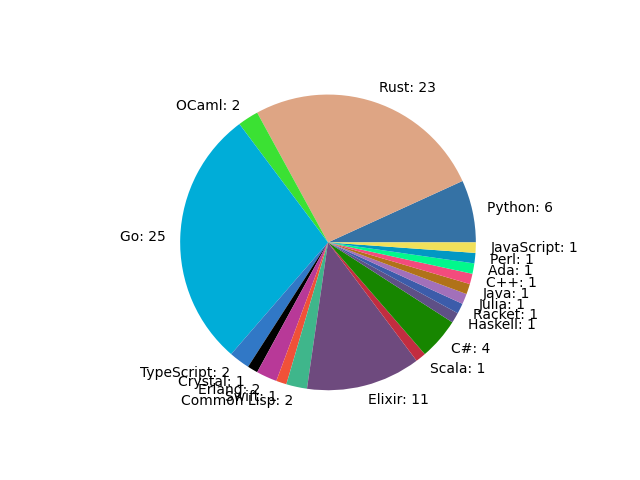 Rust: 23
OCaml: 2
Python: 6
Go: 25
JavaScript: 1
Perl: 1
Ada: 1
C++: 1
Java: 1
Julia: 1
Racket: 1
Haskell: 1
C#: 4
Scala: 1
TypeScript: 2
Crystal: 1
Erlang: 2
Swift: 1
Common Lisp: 2
Elixir: 11